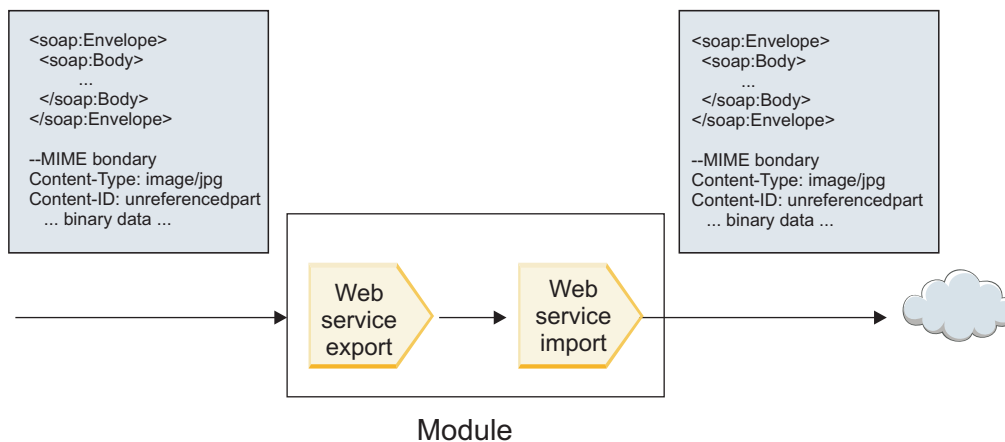 <soap:Envelope>
<soap:Body>
...
</soap:Body>
</soap:Envelope>
--MIME bondary
Content-Type: image/jpg
Content-ID: unreferencedpart
... binary data ...
<soap:Envelope>
<soap:Body>
...
</soap:Body>
</soap:Envelope>
--MIME bondary
Content-Type: image/jpg
Content-ID: unreferencedpart
... binary data ...
Web
service
export
Web
service
import
Module